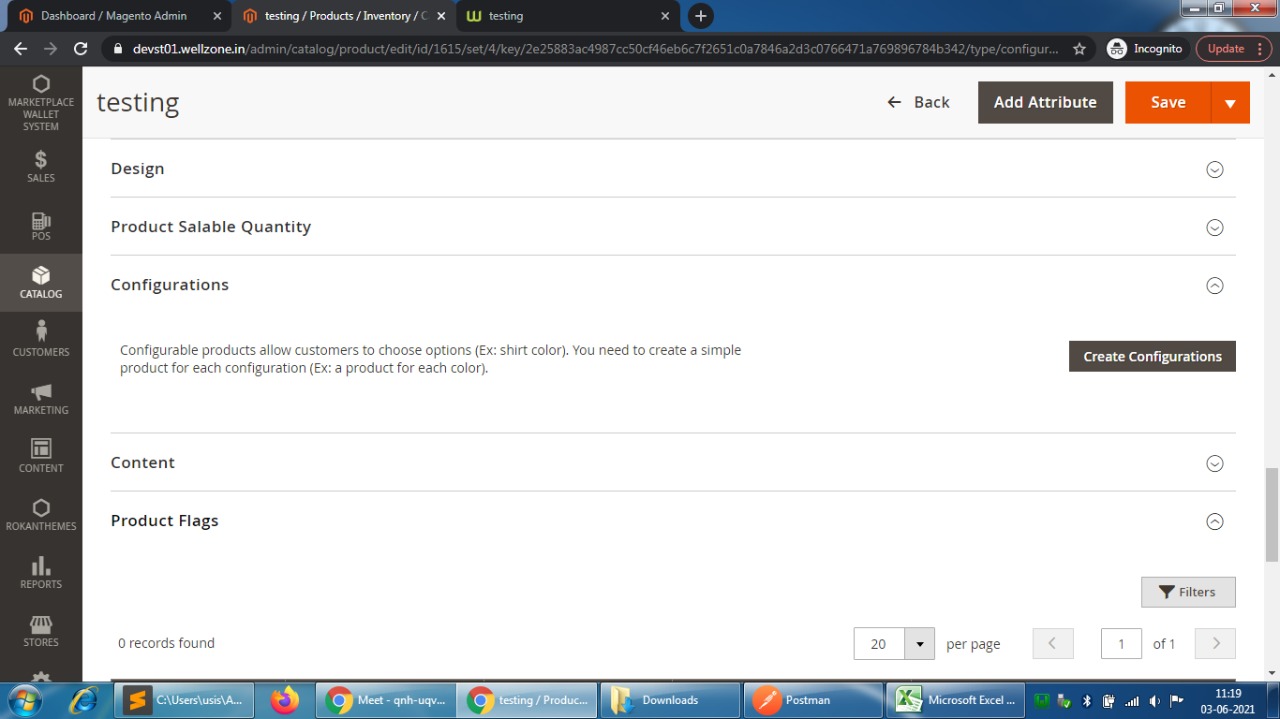 Dashboard / Magento Admin
testing / Products / Inventory / C
testing
devst01.wellzone.in/admin/catalog/product/edit/id/1615/set/4/key/2e25883ac4987cc50cf46eb6c7f2651c0a7846a2d3c0766471a769896784b342/type/configur...
Incognito
Update
MARKETPLACE
WALLET
SYSTEM
SALES
POS
CATALOG
CUSTOMERS
MARKETING
CONTENT
ROKANTHEMES
REPORTS
STORES
testing
Back
Add Attribute
Save
Design
Product Salable Quantity
Configurations
Configurable products allow customers to choose options (Ex: shirt color). You need to create a simple
product for each configuration (Ex: a product for each color).
Create Configurations
Content
Product Flags
Filters
0 records found
20
per page
1
of 1
C:\Users\usis\A...
Meet - qnh-uqv...
testing / Produc...
Downloads
Postman
Microsoft Excel ...
11:19
03-06-2021